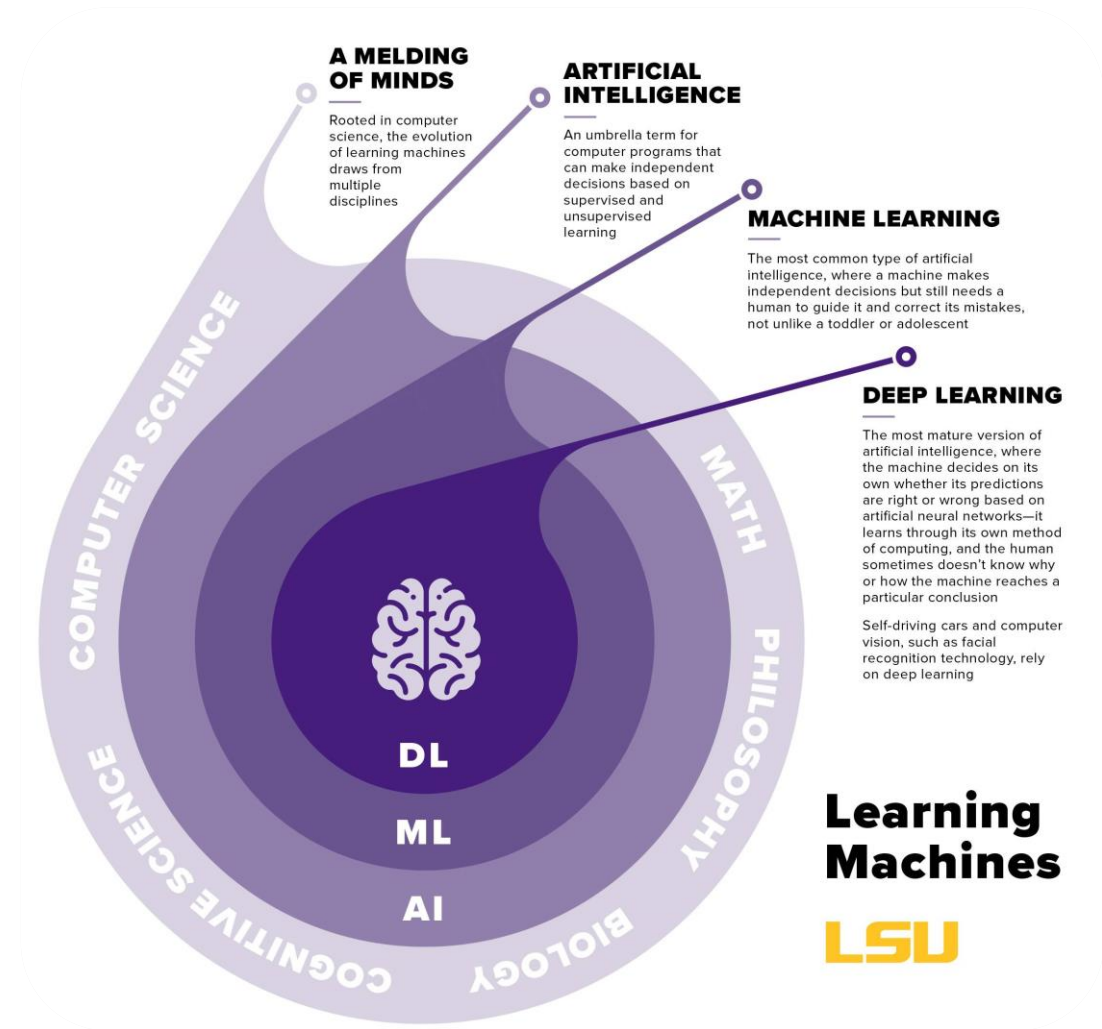 A MELDING
OF MINDS
Rooted in computer
science, the evolution
of learning machines
draws from
multiple
disciplines
ARTIFICIAL
INTELLIGENCE
An umbrella term for
computer programs that
can make independent
decisions based on
supervised and
unsupervised
learning
MACHINE LEARNING
The most common type of artificial
intelligence, where a machine makes
independent decisions but still needs a
human to guide it and correct its mistakes,
not unlike a toddler or adolescent
DEEP LEARNING
The most mature version of
artificial intelligence, where
the machine decides on its
own whether its predictions
are right or wrong based on
artificial neural networks—it
learns through its own method
of computing, and the human
sometimes doesn't know why
or how the machine reaches a
particular conclusion
Self-driving cars and computer
vision, such as facial
recognition technology, rely
on deep learning
COMPUTER SCIENCE
MATH
PHILOSOPHY
BIOLOGY
COGNITIVE SCIENCE
DL
ML
AI
Learning
Machines
LSU